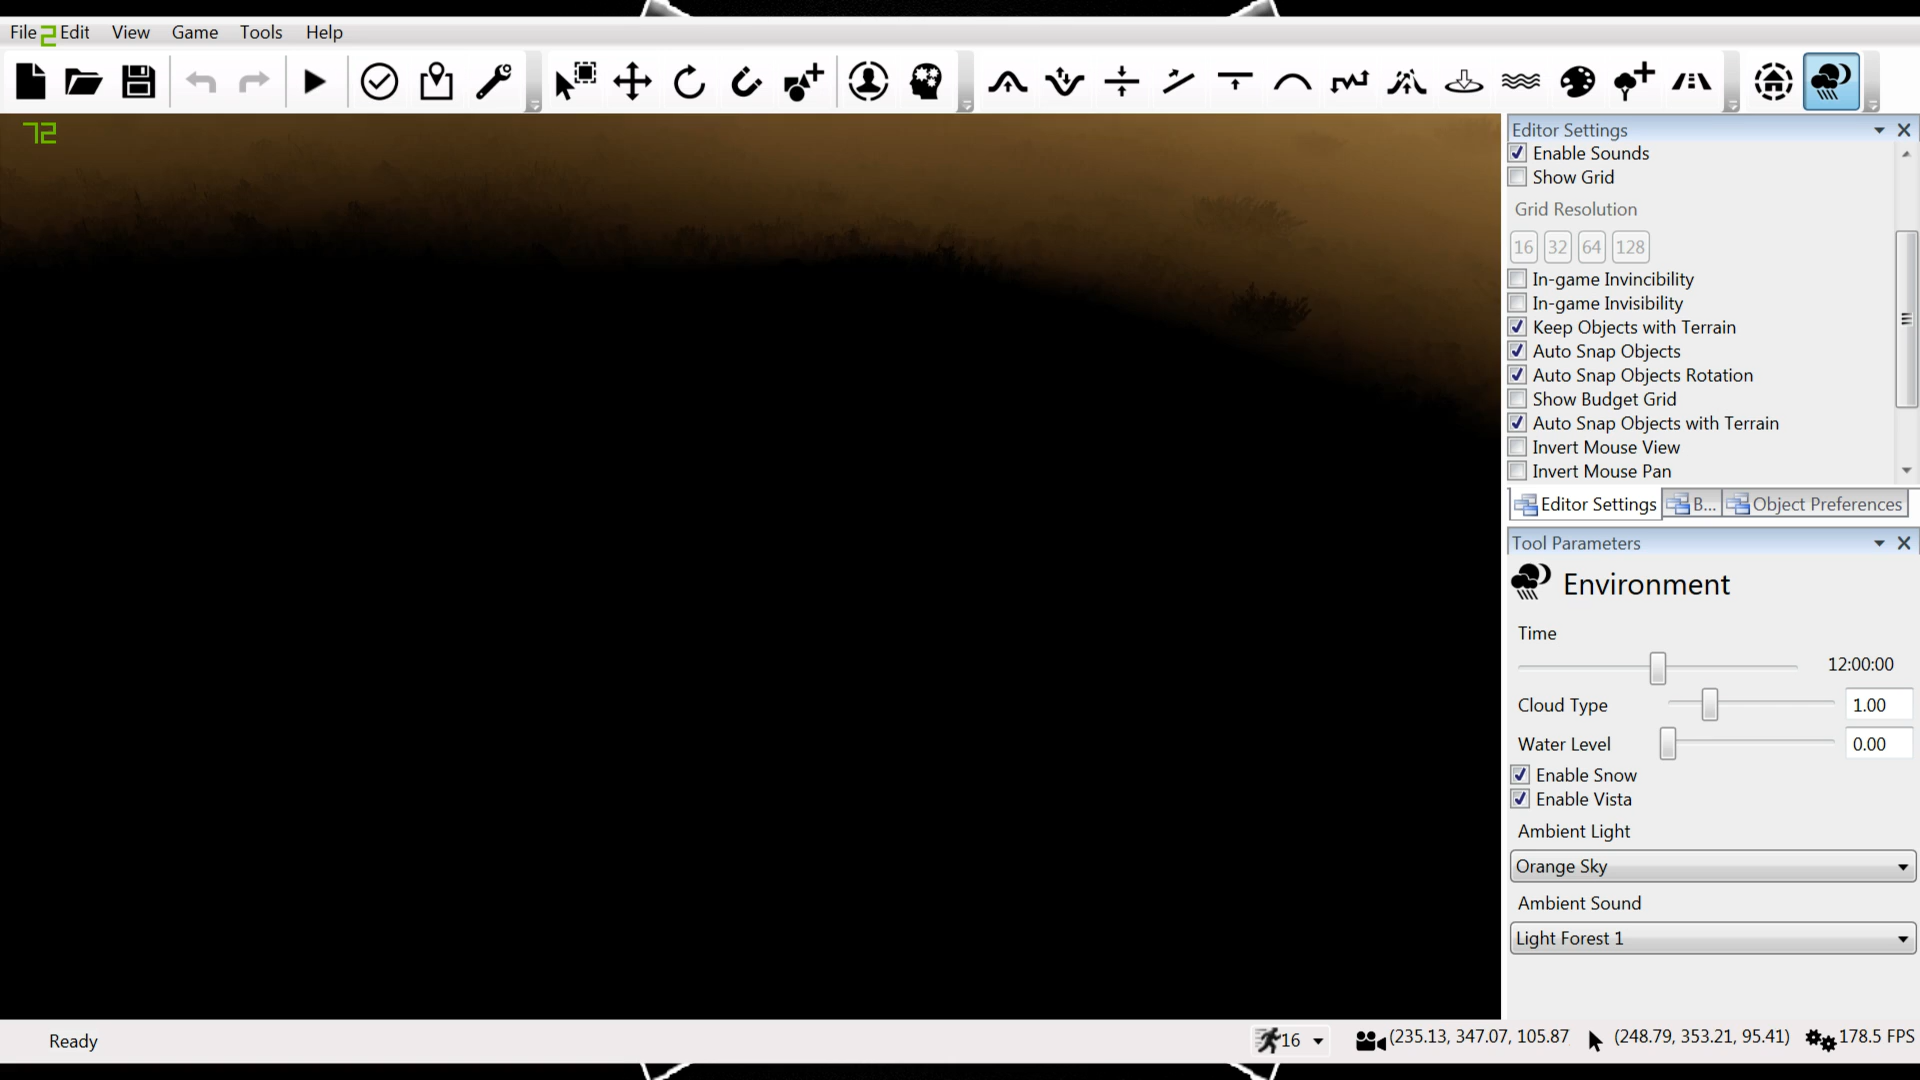 File 2 Edit View Game Tools Help
72
Editor Settings
Enable Sounds
Show Grid
Grid Resolution
16 32 64 128
In-game Invincibility
In-game Invisibility
Keep Objects with Terrain
Auto Snap Objects
Auto Snap Objects Rotation
Show Budget Grid
Auto Snap Objects with Terrain
Invert Mouse View
Invert Mouse Pan
Editor Settings B... Object Preferences
Tool Parameters
Environment
Time
12:00:00
Cloud Type 1.00
Water Level 0.00
Enable Snow
Enable Vista
Ambient Light
Orange Sky
Ambient Sound
Light Forest 1
Ready 16 (235.13, 347.07, 105.87 (248.79, 353.21, 95.41) 178.5 FPS